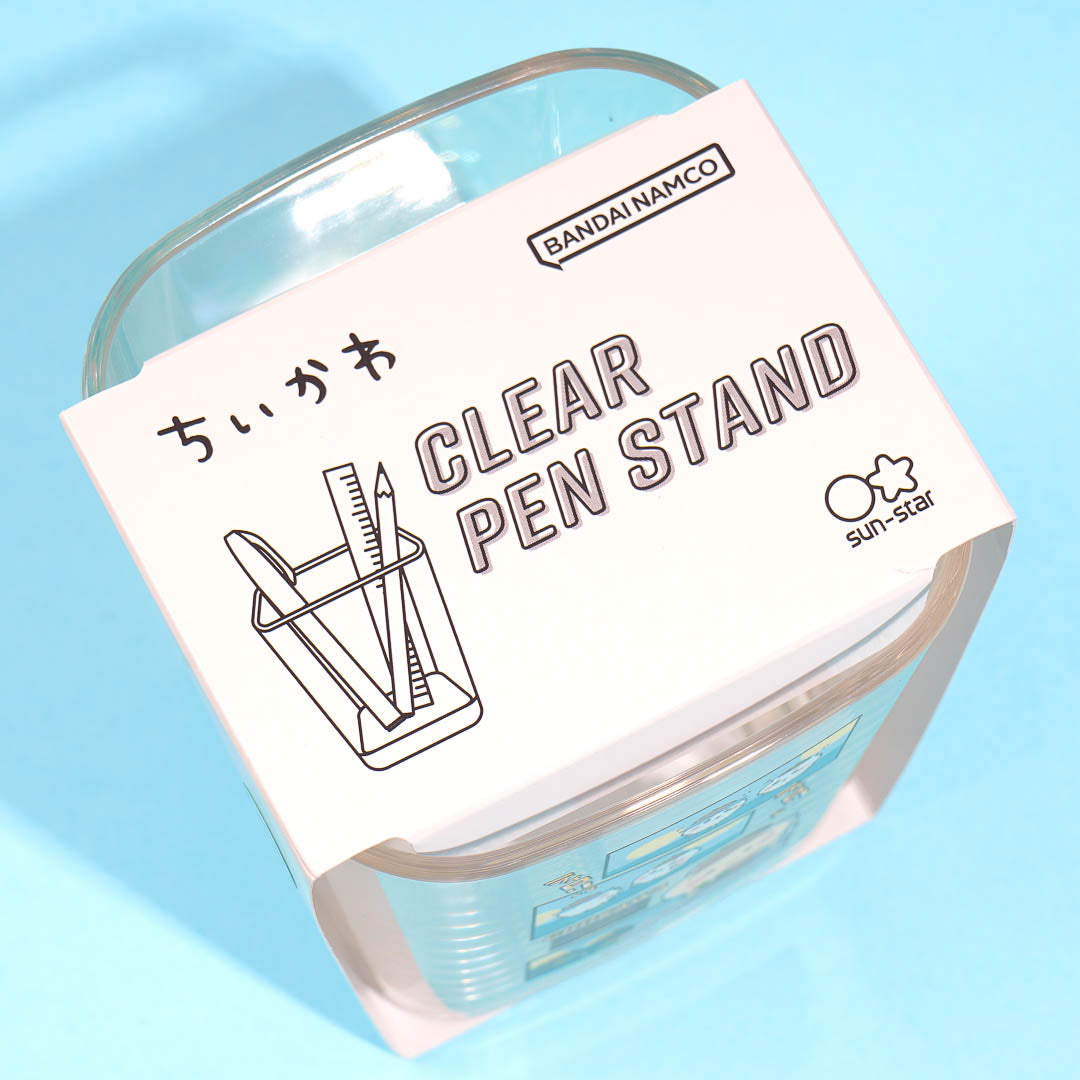 BANDAI NAMCO
ちいかわ
CLEAR
PEN STAND
sun-star